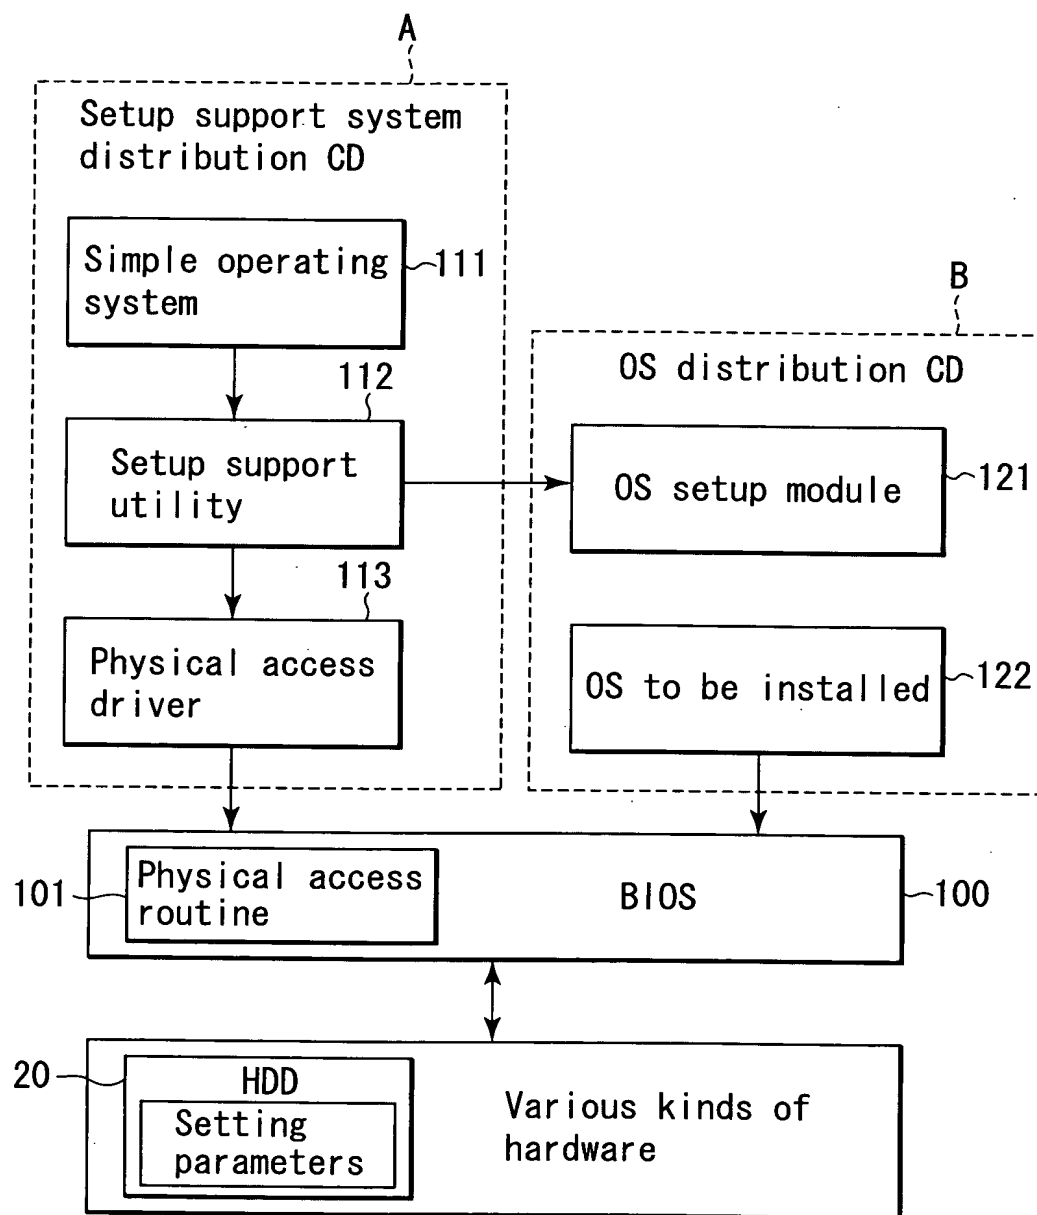 A
Setup support system
distribution CD
Simple operating
system
111
B
OS distribution CD
112
Setup support
utility
OS setup module
121
113
Physical access
driver
OS to be installed
122
101
Physical access
routine
BIOS
100
20
HDD
Setting
parameters
Various kinds of
hardware